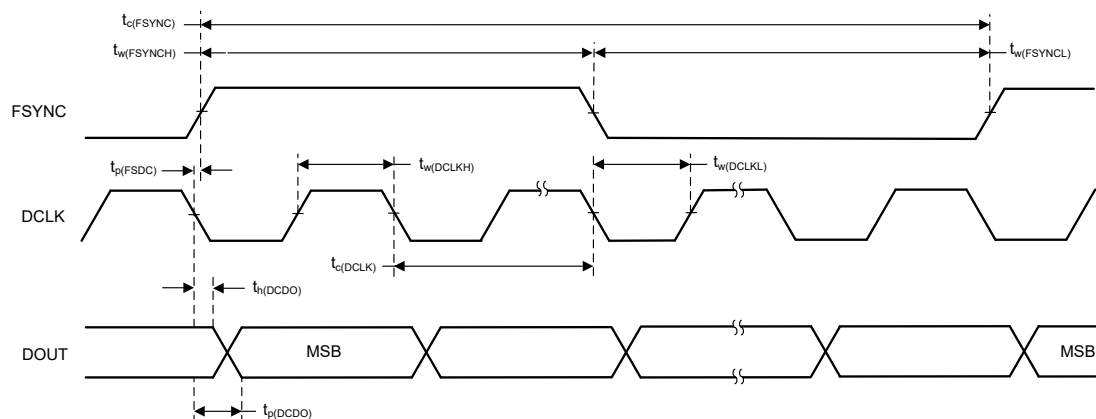 tc(FSYNC)
tw(FSYNCH)
tw(FSYNCL)
FSYNC
tp(FSDC)
tw(DCLKH)
tw(DCLKL)
DCLK
tc(DCLK)
th(DCDO)
DOUT
MSB
MSB
tp(DCDO)